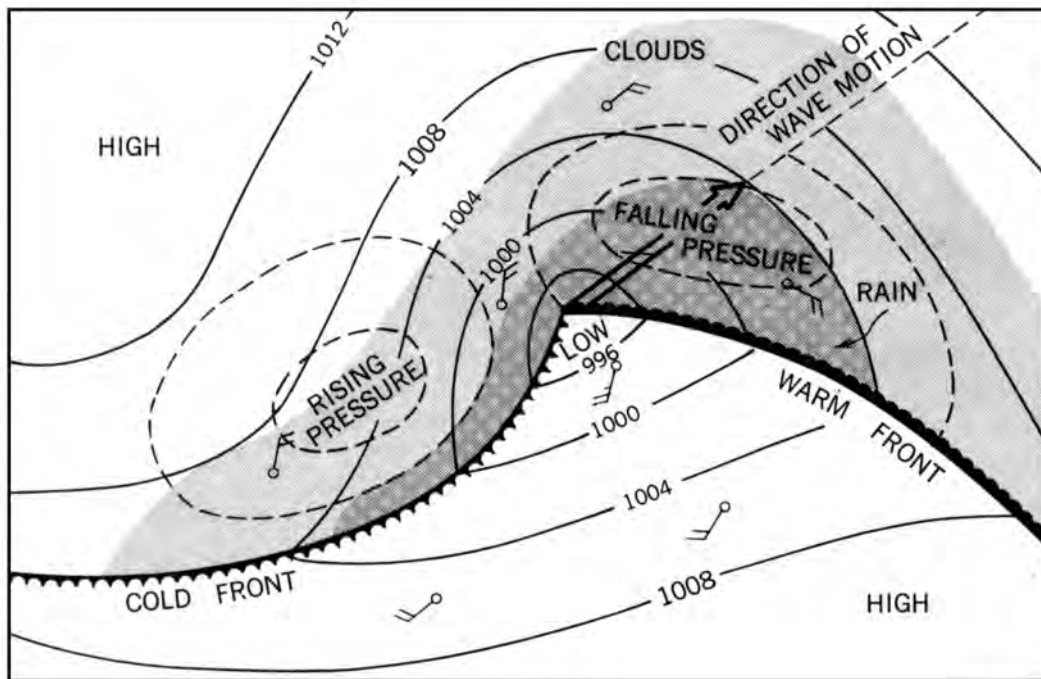 1012
CLOUDS
DIRECTION OF
WAVE MOTION
HIGH
1008
1004
FALLING
PRESSURE
1000
RAIN
LOW
996
RISING
PRESSURE
WARM FRONT
1000
1004
COLD FRONT
1008
HIGH